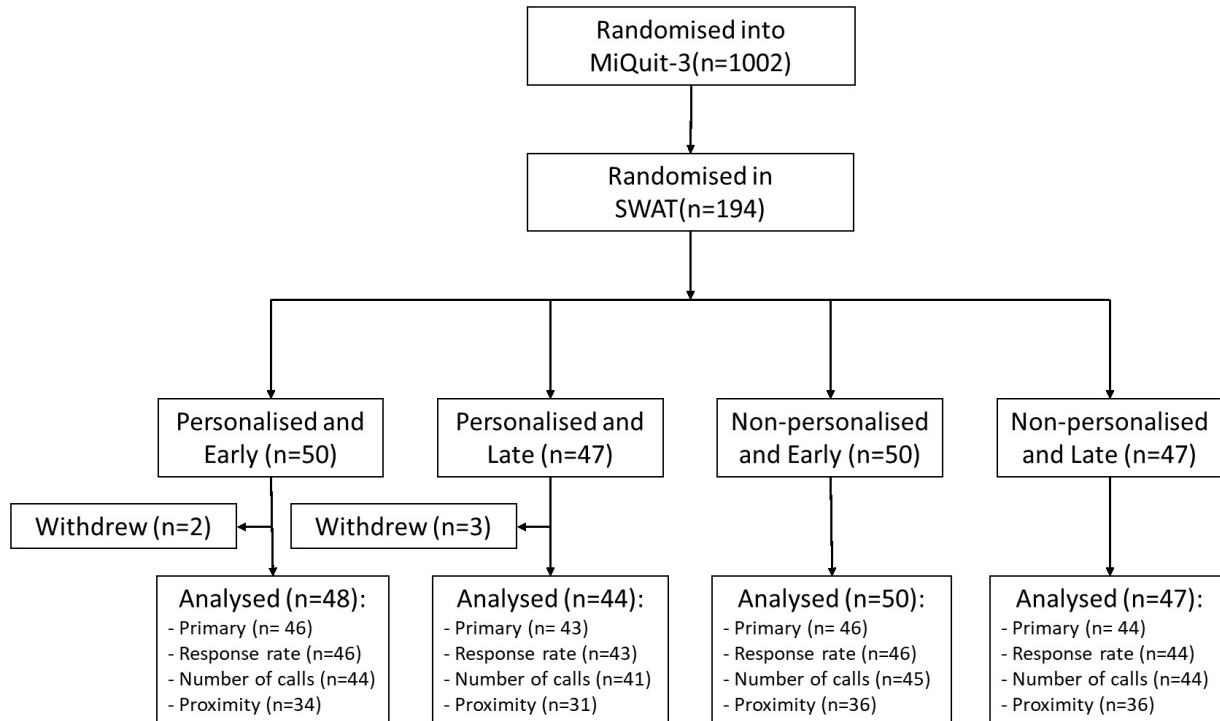 Randomised into
MiQuit-3(n=1002)
Randomised in
SWAT(n=194)
Personalised and
Early (n=50)
Personalised and
Late (n=47)
Non-personalised
and Early (n=50)
Non-personalised
and Late (n=47)
Withdrew (n=2)
Withdrew (n=3)
Analysed (n=48):
- Primary (n= 46)
- Response rate (n=46)
- Number of calls (n=44)
- Proximity (n=34)
Analysed (n=44):
- Primary (n= 43)
- Response rate (n=43)
- Number of calls (n=41)
- Proximity (n=31)
Analysed (n=50):
- Primary (n= 46)
- Response rate (n=46)
- Number of calls (n=45)
- Proximity (n=36)
Analysed (n=47):
- Primary (n= 44)
- Response rate (n=44)
- Number of calls (n=44)
- Proximity (n=36)